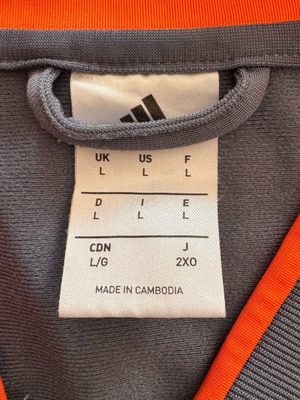 UK US F
L L L
D I E
L L L
CDN J
L/G 2XO
MADE IN CAMBODIA